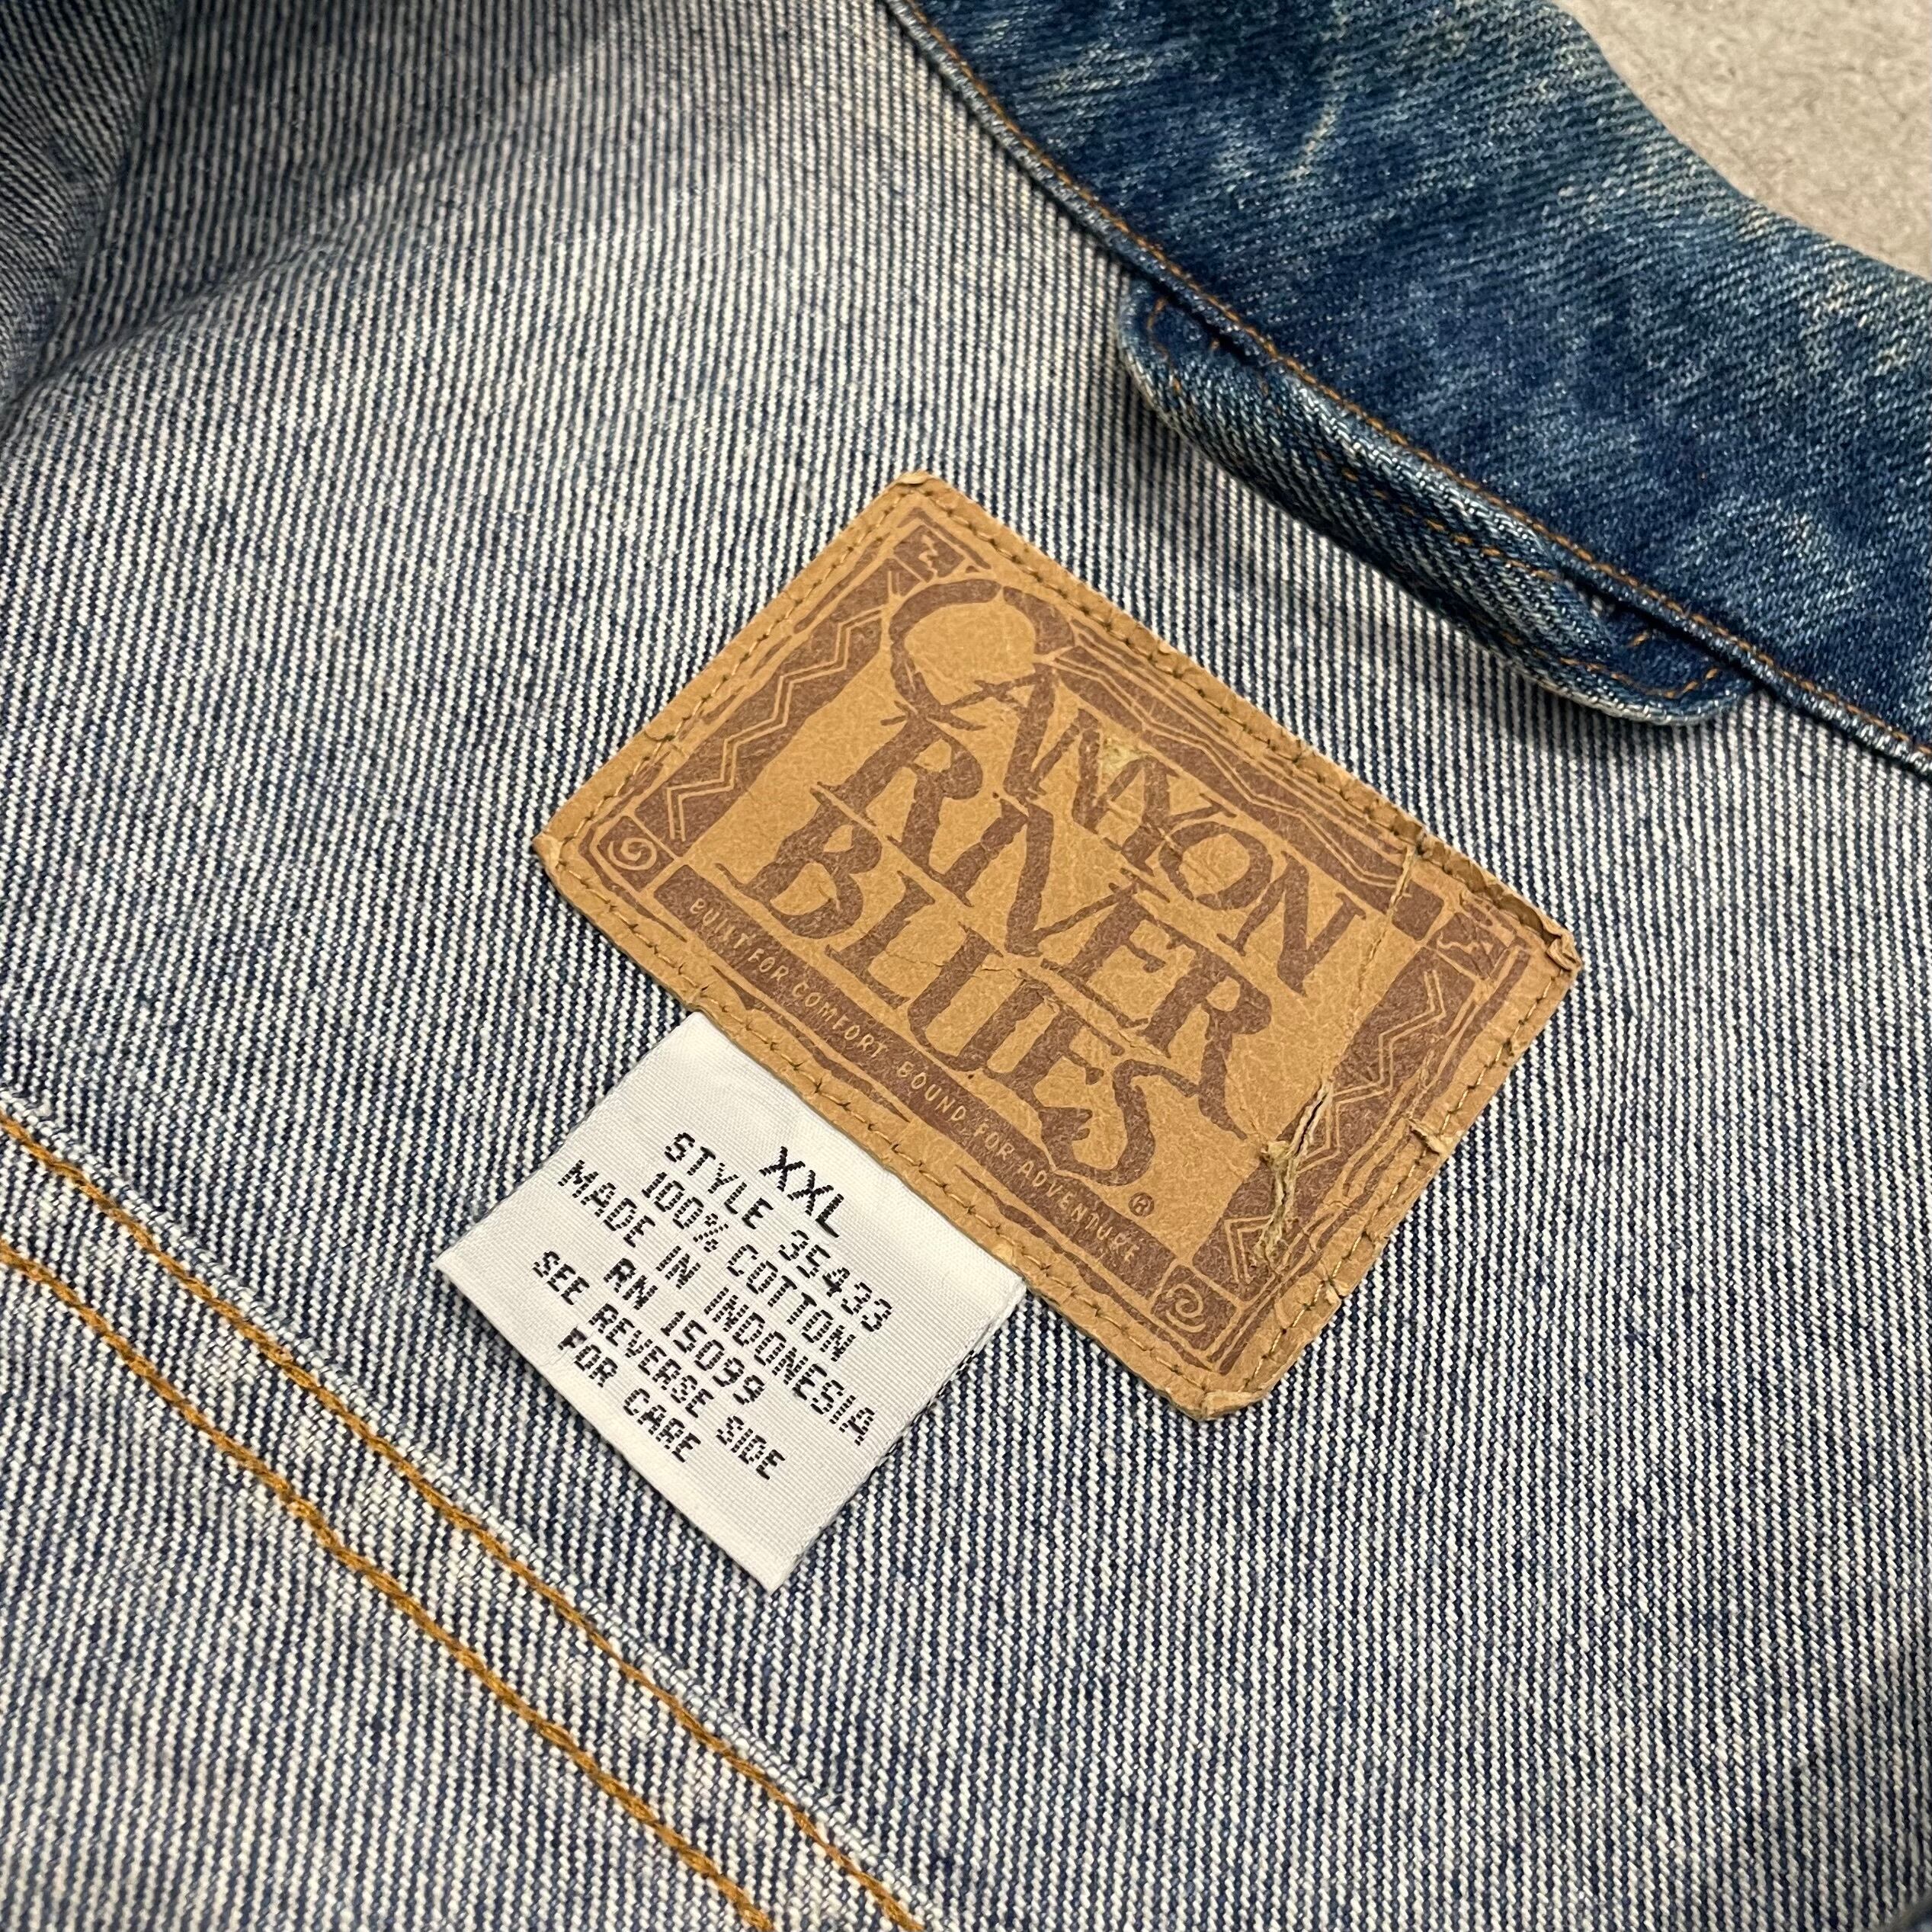 CANYON
RIVER
BLUES
®
BUILT FOR COMFORT BOUND FOR ADVENTURE
XXL
STYLE 35433
100% COTTON
MADE IN INDONESIA
RN 15099
SEE REVERSE SIDE
FOR CARE